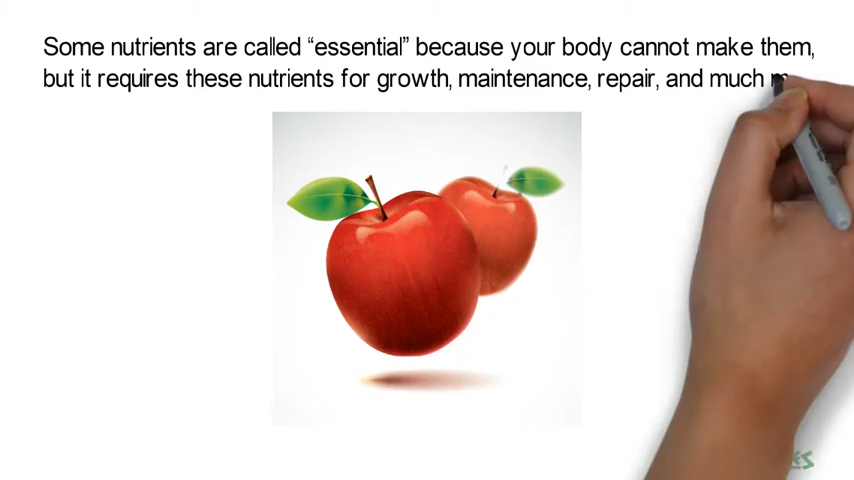 Some nutrients are called “essential” because your body cannot make them,
but it requires these nutrients for growth, maintenance, repair, and much